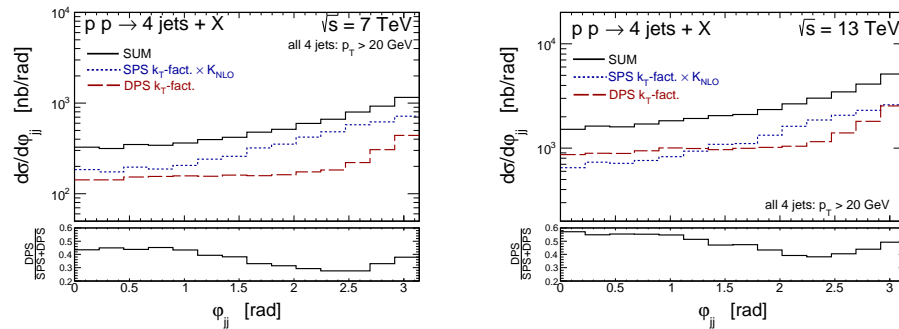 p p → 4 jets + X √s = 7 TeV
all 4 jets: p_T > 20 GeV
SUM
SPS k_T-fact. × K_NLO
DPS k_T-fact.
dσ/dφ_jj [nb/rad]
10^3
10^2
DPS
SPS+DPS
0.6
0.5
0.4
0.3
0.2
0 0.5 1 1.5 2 2.5 3
φ_jj [rad]
p p → 4 jets + X √s = 13 TeV
SUM
SPS k_T-fact. × K_NLO
DPS k_T-fact.
all 4 jets: p_T > 20 GeV
dσ/dφ_jj [nb/rad]
10^4
10^3
DPS
SPS+DPS
0.6
0.5
0.4
0.3
0.2
0 0.5 1 1.5 2 2.5 3
φ_jj [rad]